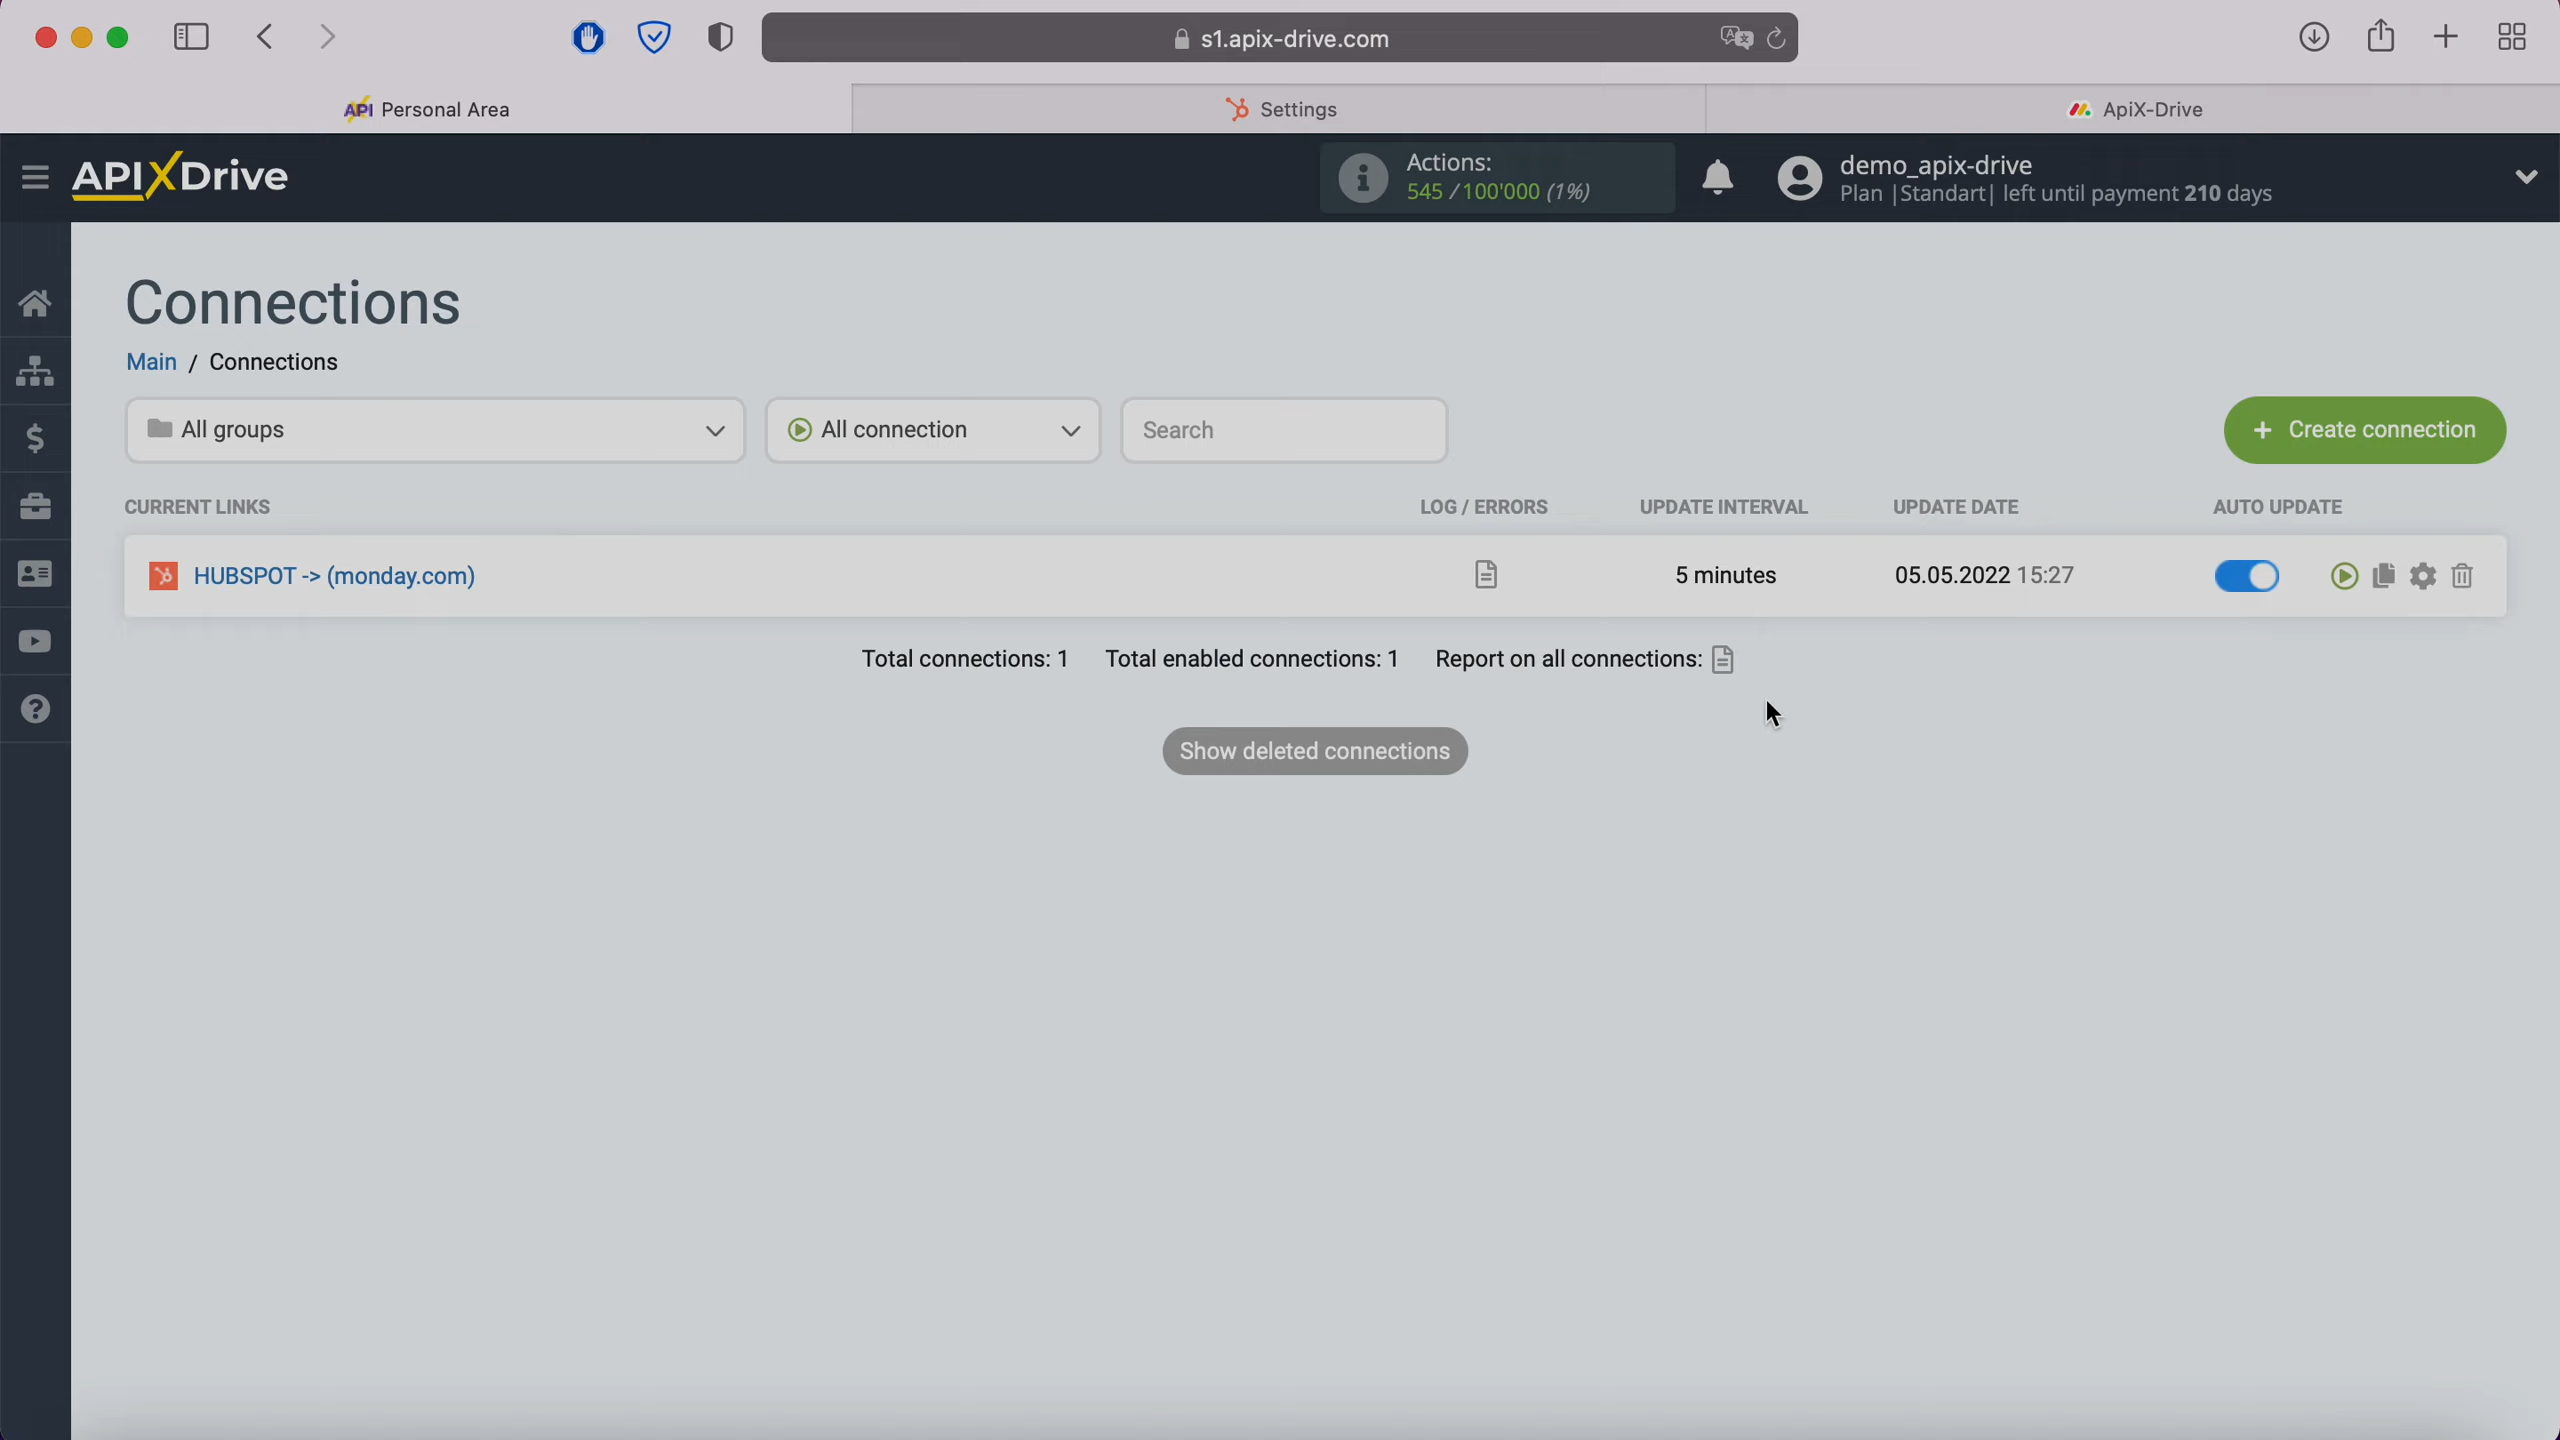 s1.apix-drive.com
API Personal Area
Settings
ApiX-Drive
APIXDrive
Actions:
545 /100'000 (1%)
demo_apix-drive
Plan |Standart| left until payment 210 days
Connections
Main / Connections
All groups
All connection
Search
+ Create connection
CURRENT LINKS
LOG / ERRORS
UPDATE INTERVAL
UPDATE DATE
AUTO UPDATE
HUBSPOT -> (monday.com)
5 minutes
05.05.2022 15:27
Total connections: 1
Total enabled connections: 1
Report on all connections:
Show deleted connections